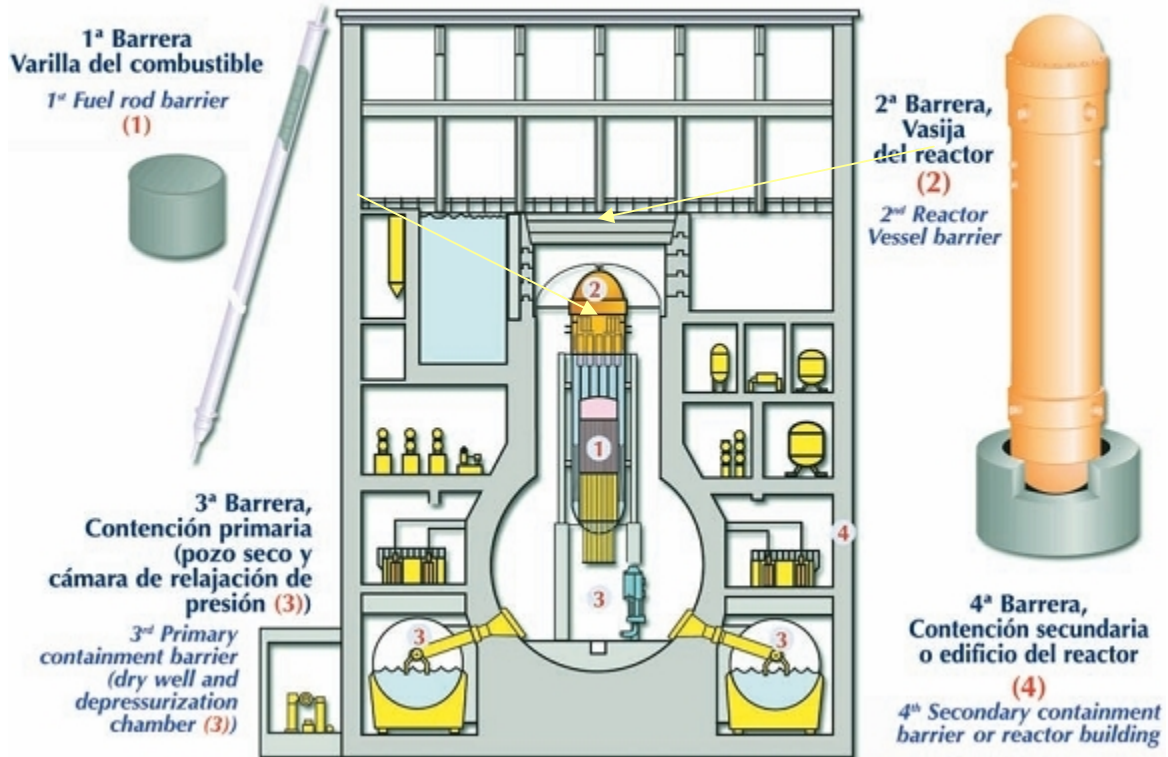 1ª Barrera
Varilla del combustible
1st Fuel rod barrier
(1)
2ª Barrera,
Vasija
del reactor
(2)
2nd Reactor
Vessel barrier
2
1
4
3
3
3
3ª Barrera,
Contención primaria
(pozo seco y
cámara de relajación de
presión (3))
3rd Primary
containment barrier
(dry well and
depressurization
chamber (3))
4ª Barrera,
Contención secundaria
o edificio del reactor
(4)
4th Secondary containment
barrier or reactor building